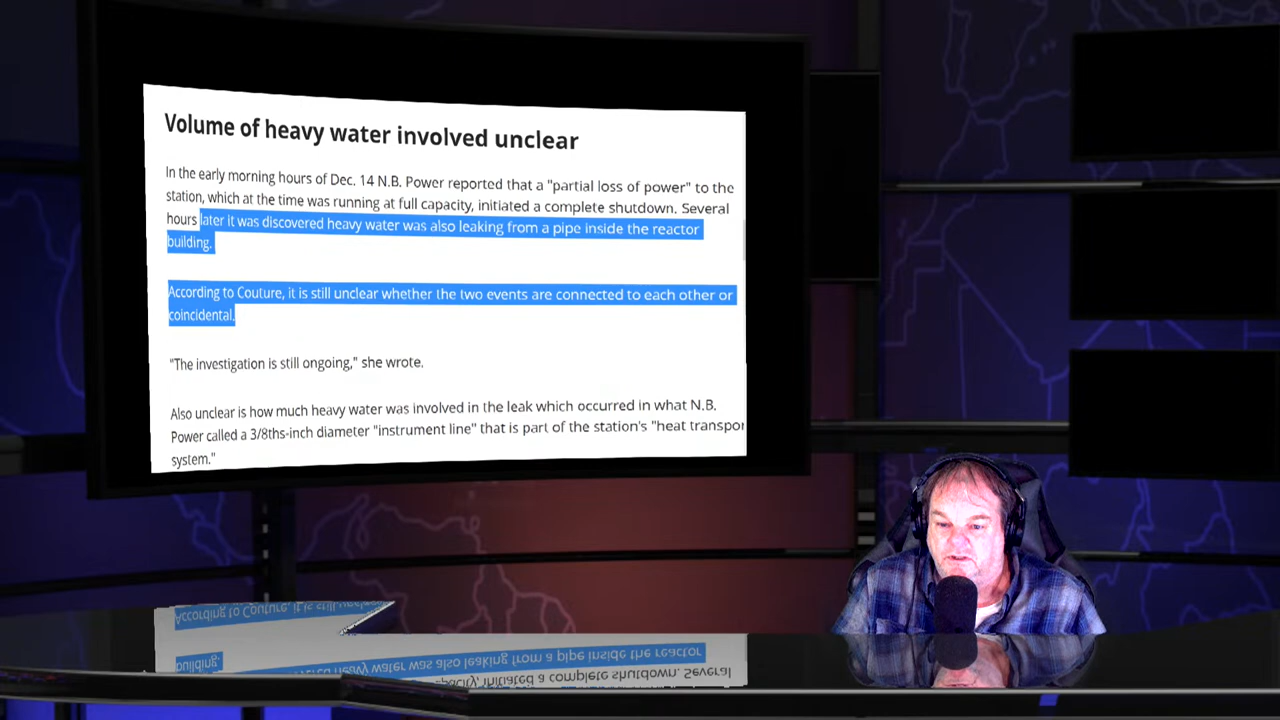 Volume of heavy water involved unclear
In the early morning hours of Dec. 14 N.B. Power reported that a "partial loss of power" to the
station, which at the time was running at full capacity, initiated a complete shutdown. Several
hours later it was discovered heavy water was also leaking from a pipe inside the reactor
building.
According to Couture, it is still unclear whether the two events are connected to each other or
coincidental.
"The investigation is still ongoing," she wrote.
Also unclear is how much heavy water was involved in the leak which occurred in what N.B.
Power called a 3/8ths-inch diameter "instrument line" that is part of the station's "heat transpor
system."